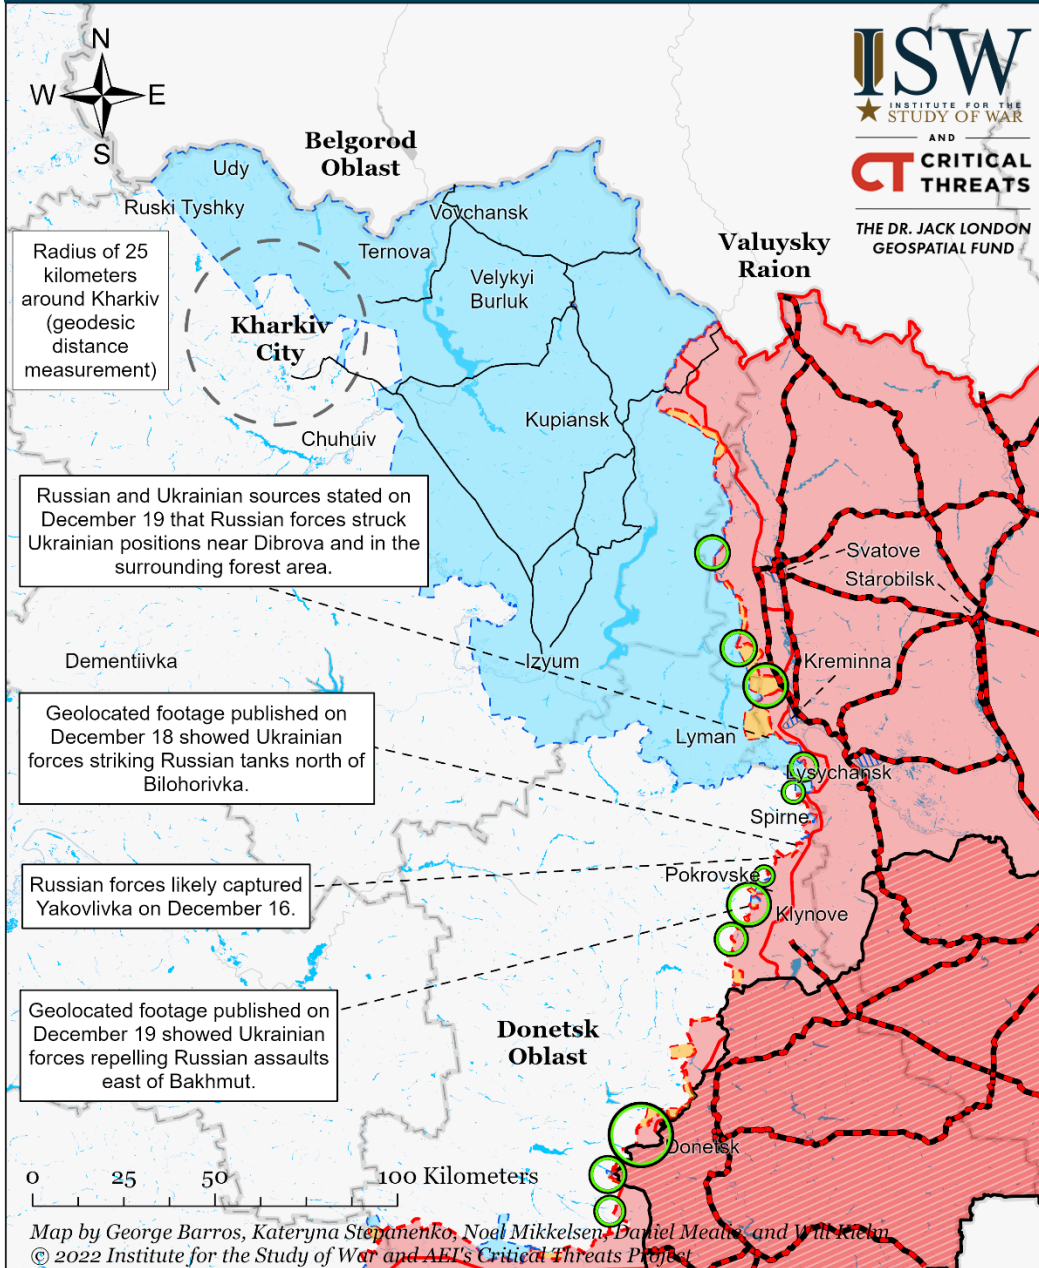 N
W E
S
ISW
INSTITUTE FOR THE
STUDY OF WAR
AND
CT CRITICAL
THREATS
THE DR. JACK LONDON
GEOSPATIAL FUND
Belgorod
Oblast
Udy
Ruski Tyshky
Vovchansk
Ternova
Valuysky
Raion
Radius of 25
kilometers
around Kharkiv
(geodesic
distance
measurement)
Velykyi
Burluk
Kharkiv
City
Kupiansk
Chuhuiv
Russian and Ukrainian sources stated on
December 19 that Russian forces struck
Ukrainian positions near Dibrova and in the
surrounding forest area.
Svatove
Starobilsk
Dementiivka
Izyum
Kreminna
Geolocated footage published on
December 18 showed Ukrainian
forces striking Russian tanks north of
Bilohorivka.
Lyman
Lysychansk
Spirne
Russian forces likely captured
Yakovlivka on December 16.
Pokrovske
Klynove
Geolocated footage published on
December 19 showed Ukrainian
forces repelling Russian assaults
east of Bakhmut.
Donetsk
Oblast
Donetsk
0 25 50 100 Kilometers
Map by George Barros, Kateryna Stepanenko, Noel Mikkelsen, Daniel Mealie, and Will Kielm
© 2022 Institute for the Study of War and AEI's Critical Threats Project